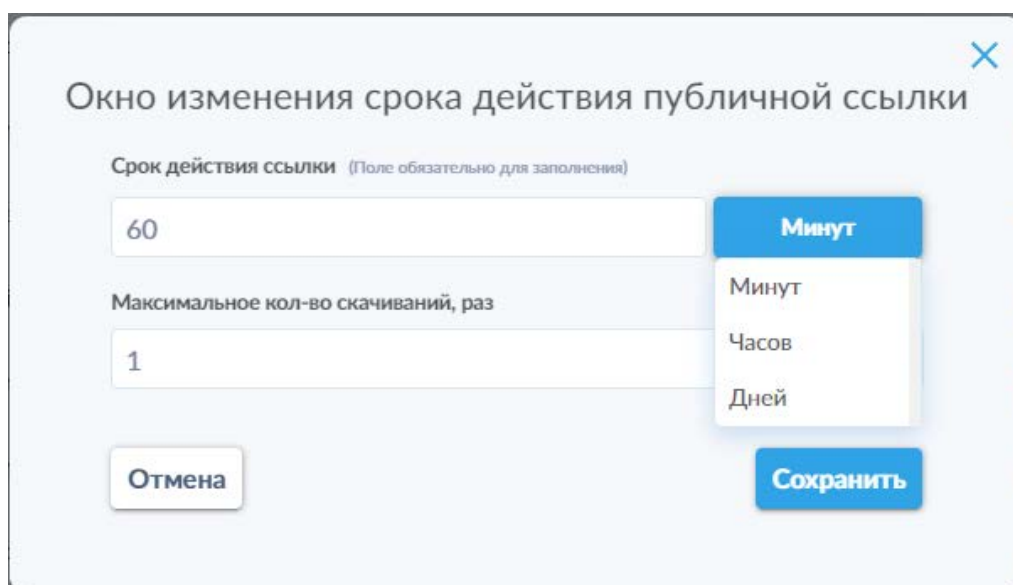 Окно изменения срока действия публичной ссылки
Срок действия ссылки (Поле обязательно для заполнения)
60 Минут
Минут
Максимальное кол-во скачиваний, раз
Часов
1
Дней
Отмена Сохранить